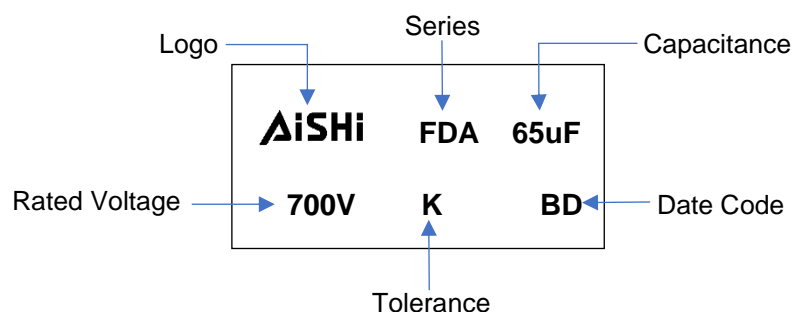 Series
Logo Capacitance
AiSHi FDA 65uF
Rated Voltage 700V K BD Date Code
Tolerance